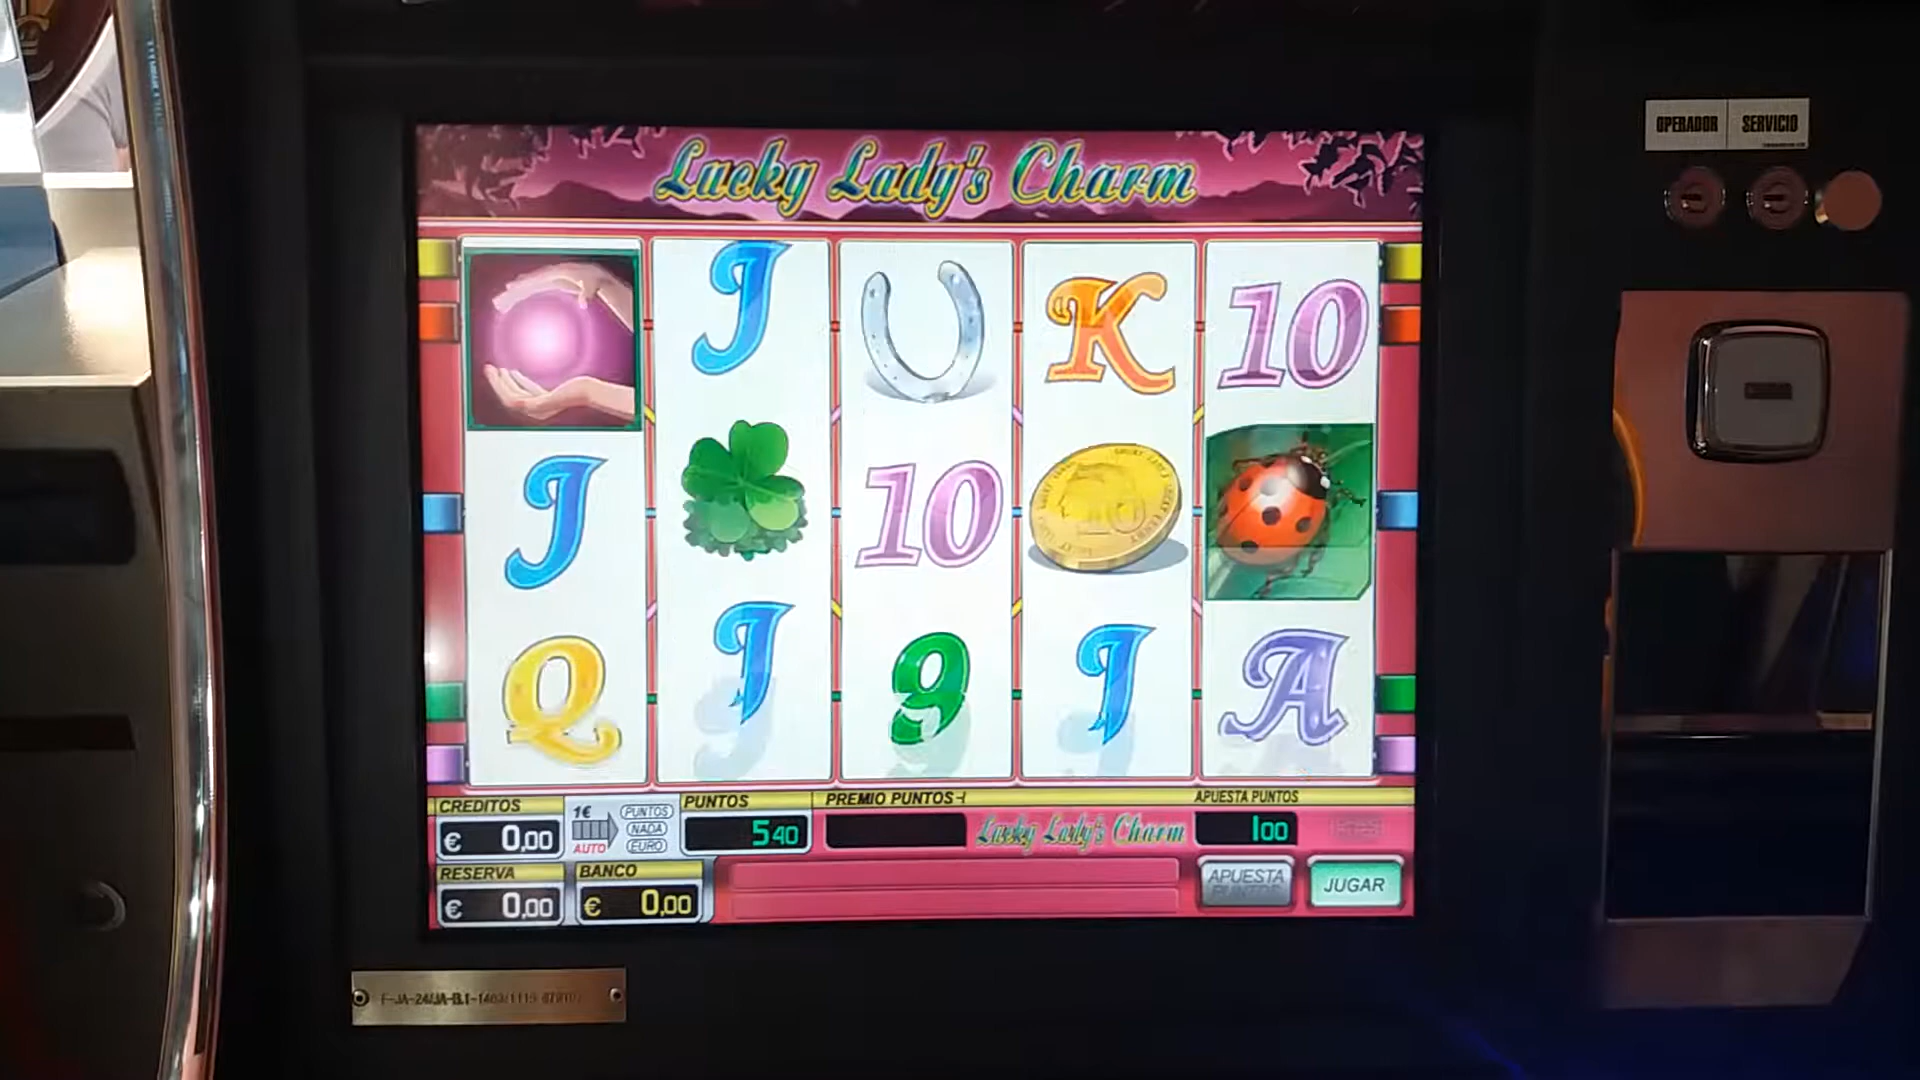 OPERADOR SERVICIO
Lucky Lady's Charm
J K 10
J 10
Q J 9 J A
CREDITOS 1€ PUNTOS PUNTOS PREMIO PUNTOS APUESTA PUNTOS
€ 0,00 AUTO NADA 540 Lucky Lady's Charm 100
EURO
RESERVA BANCO APUESTA PUNTOS JUGAR
€ 0,00 € 0,00